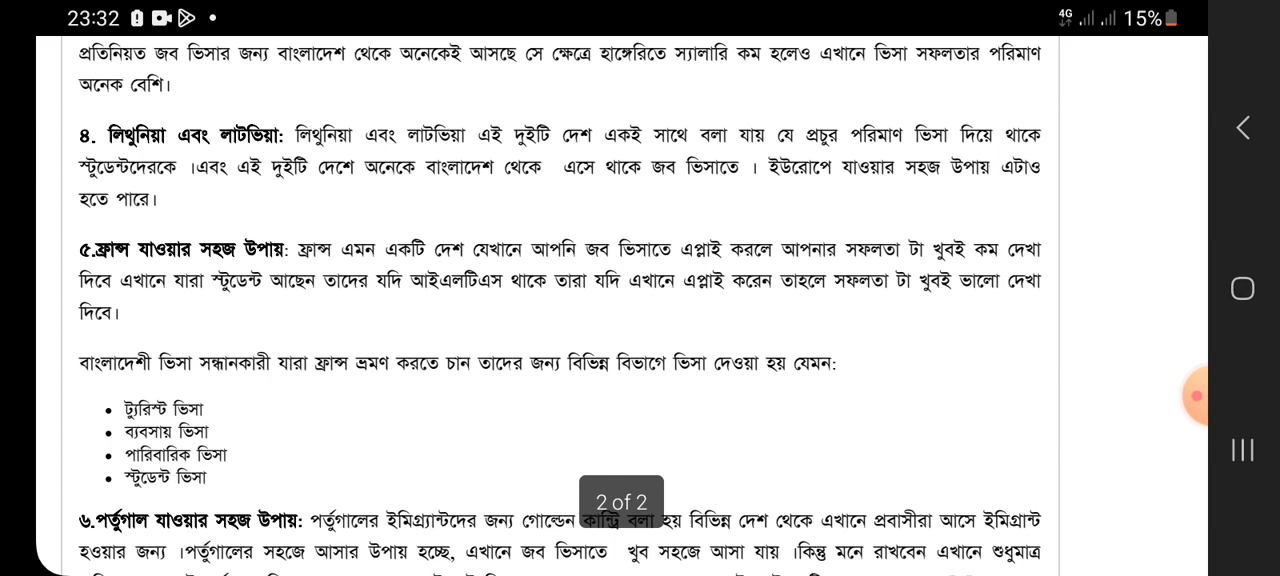 23:32
4G
15%
প্রতিনিয়ত জব ভিসার জন্য বাংলাদেশ থেকে অনেকেই আসছে সে ক্ষেত্রে হাঙ্গেরিতে স্যালারি কম হলেও এখানে ভিসা সফলতার পরিমাণ
অনেক বেশি।
৪. লিথুনিয়া এবং লাটভিয়া: লিথুনিয়া এবং লাটভিয়া এই দুইটি দেশ একই সাথে বলা যায় যে প্রচুর পরিমাণ ভিসা দিয়ে থাকে
স্টুডেন্টদেরকে ।এবং এই দুইটি দেশে অনেকে বাংলাদেশ থেকে এসে থাকে জব ভিসাতে । ইউরোপে যাওয়ার সহজ উপায় এটাও
হতে পারে।
৫.ফ্রান্স যাওয়ার সহজ উপায়: ফ্রান্স এমন একটি দেশ যেখানে আপনি জব ভিসাতে এপ্লাই করলে আপনার সফলতা টা খুবই কম দেখা
দিবে এখানে যারা স্টুডেন্ট আছেন তাদের যদি আইএলটিএস থাকে তারা যদি এখানে এপ্লাই করেন তাহলে সফলতা টা খুবই ভালো দেখা
দিবে।
বাংলাদেশী ভিসা সন্ধানকারী যারা ফ্রান্স ভ্রমণ করতে চান তাদের জন্য বিভিন্ন বিভাগে ভিসা দেওয়া হয় যেমন:
• ট্যুরিস্ট ভিসা
• ব্যবসায় ভিসা
• পারিবারিক ভিসা
• স্টুডেন্ট ভিসা
2 of 2
৬.পর্তুগাল যাওয়ার সহজ উপায়: পর্তুগালের ইমিগ্র্যান্টদের জন্য গোল্ডেন কান্ট্রি বলা হয় বিভিন্ন দেশ থেকে এখানে প্রবাসীরা আসে ইমিগ্রান্ট
হওয়ার জন্য ।পর্তুগালের সহজে আসার উপায় হচ্ছে, এখানে জব ভিসাতে খুব সহজে আসা যায় ।কিন্তু মনে রাখবেন এখানে শুধুমাত্র